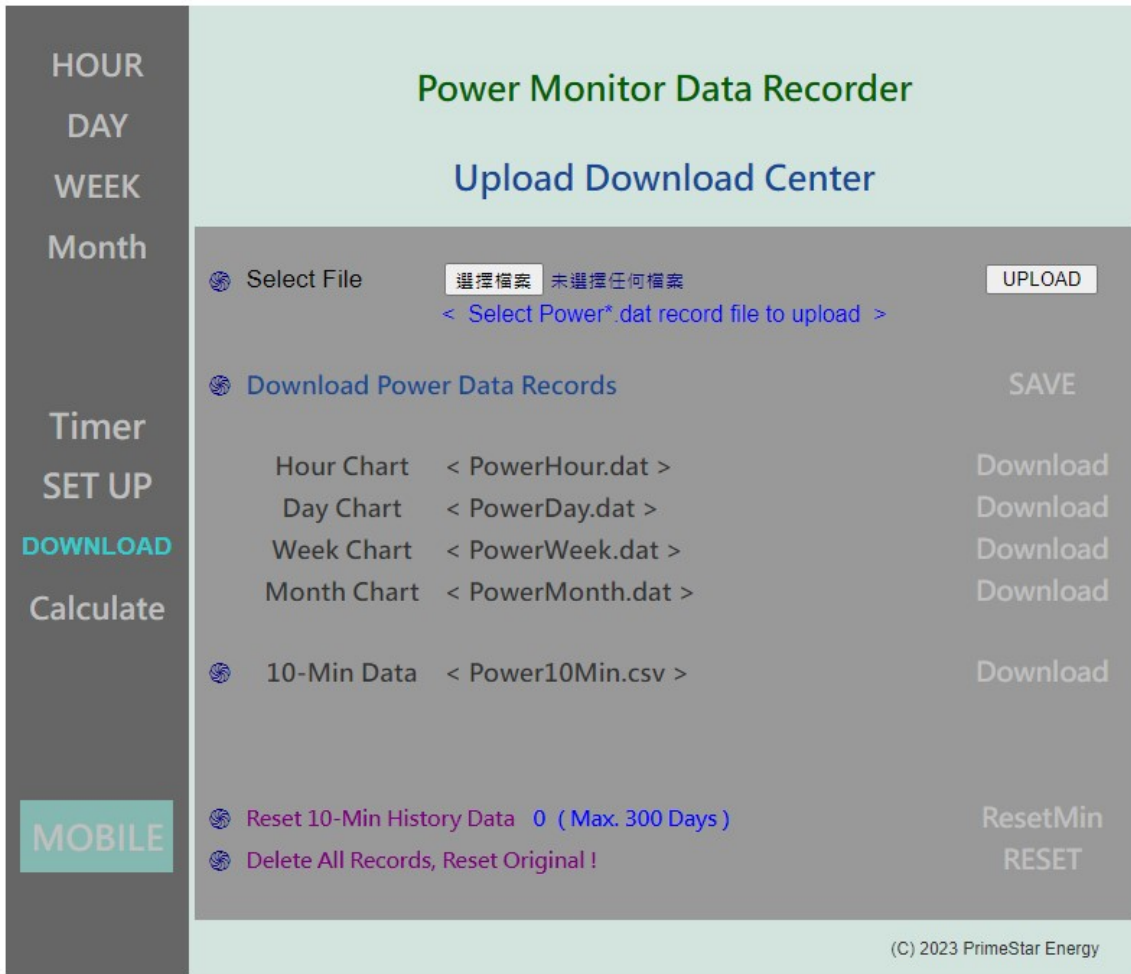 HOUR
DAY
WEEK
Month
Timer
SET UP
DOWNLOAD
Calculate
MOBILE
Power Monitor Data Recorder
Upload Download Center
Select File 選擇檔案 未選擇任何檔案 UPLOAD
< Select Power*.dat record file to upload >
Download Power Data Records SAVE
Hour Chart < PowerHour.dat > Download
Day Chart < PowerDay.dat > Download
Week Chart < PowerWeek.dat > Download
Month Chart < PowerMonth.dat > Download
10-Min Data < Power10Min.csv > Download
Reset 10-Min History Data 0 ( Max. 300 Days ) ResetMin
Delete All Records, Reset Original ! RESET
(C) 2023 PrimeStar Energy